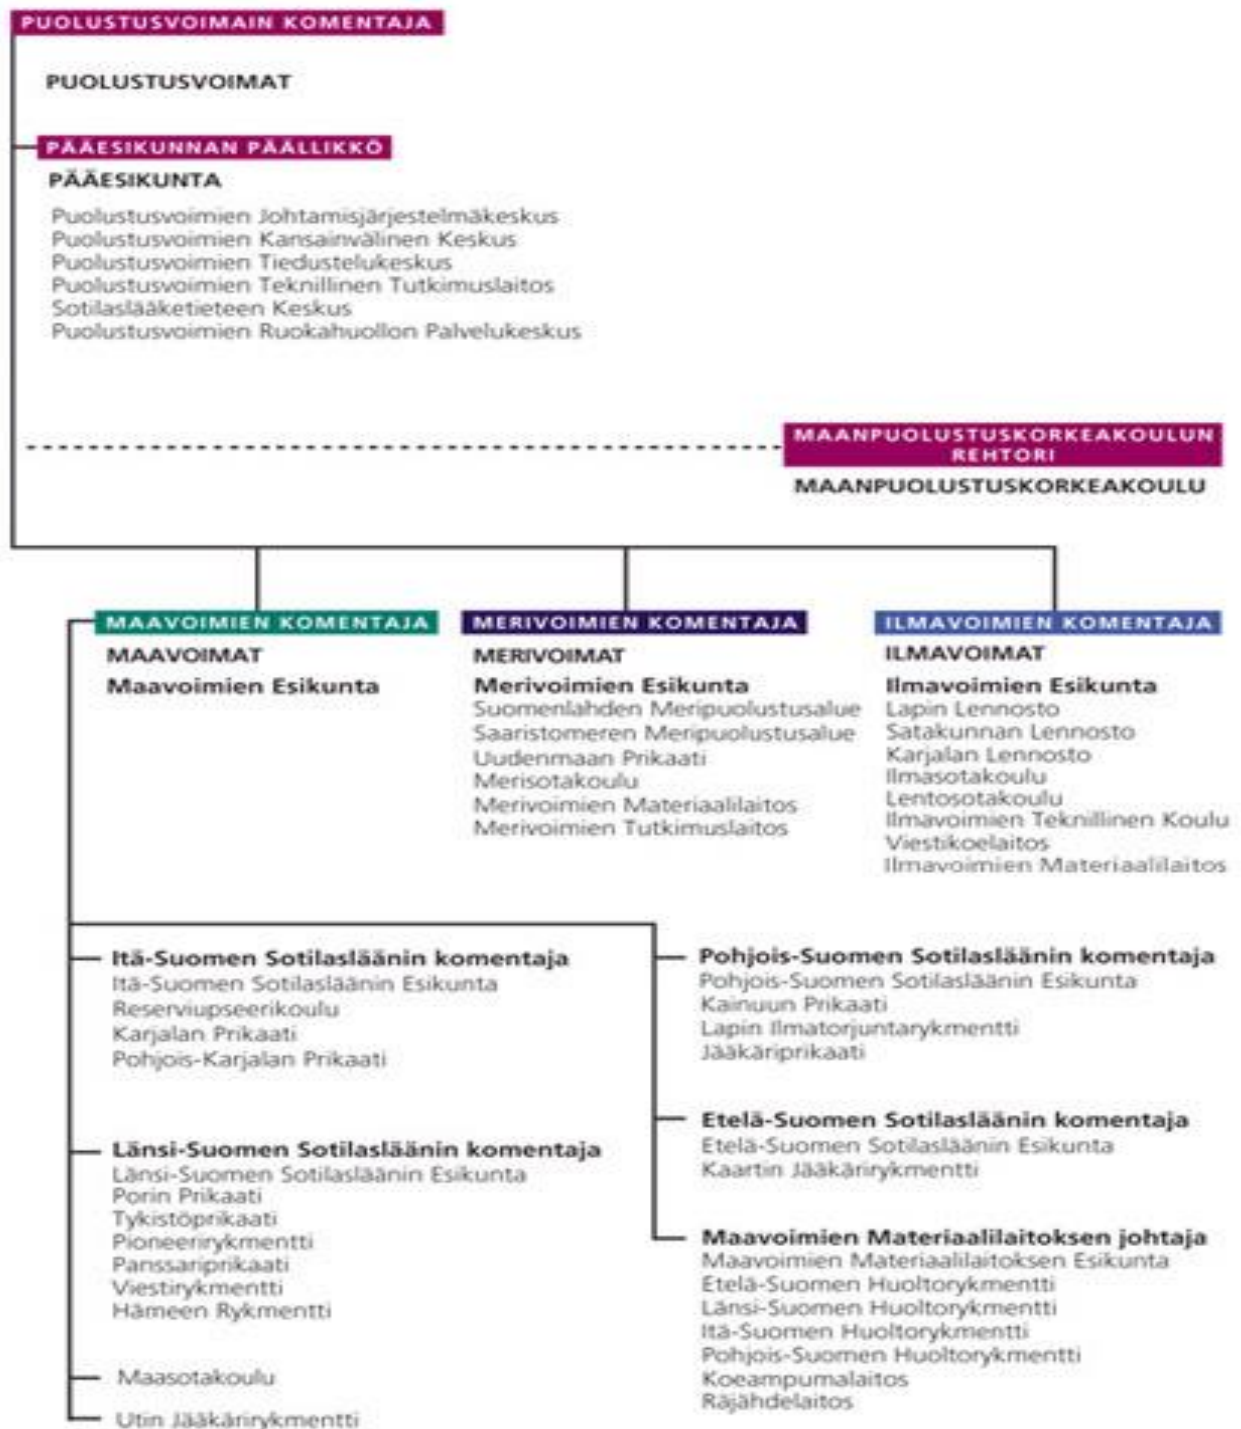 PUOLUSTUSVOIMAIN KOMENTAJA
PUOLUSTUSVOIMAT
PÄÄESIKUNNAN PÄÄLLIKKÖ
PÄÄESIKUNTA
Puolustusvoimien Johtamisjärjestelmäkeskus
Puolustusvoimien Kansainvälinen Keskus
Puolustusvoimien Tiedustelukeskus
Puolustusvoimien Teknillinen Tutkimuslaitos
Sotilaslääketieteen Keskus
Puolustusvoimien Ruokahuollon Palvelukeskus
MAANPUOLUSTUSKORKEAKOULUN
REHTORI
MAANPUOLUSTUSKORKEAKOULU
MAAVOIMIEN KOMENTAJA
MAAVOIMAT
Maavoimien Esikunta
MERIVOIMIEN KOMENTAJA
MERIVOIMAT
Merivoimien Esikunta
Suomenlahden Meripuolustusalue
Saaristomeren Meripuolustusalue
Uudenmaan Prikaati
Merisotakoulu
Merivoimien Materiaalilaitos
Merivoimien Tutkimuslaitos
ILMAVOIMIEN KOMENTAJA
ILMAVOIMAT
Ilmavoimien Esikunta
Lapin Lennosto
Satakunnan Lennosto
Karjalan Lennosto
Ilmasotakoulu
Lentosotakoulu
Ilmavoimien Teknillinen Koulu
Viestikoelaitos
Ilmavoimien Materiaalilaitos
Itä-Suomen Sotilasläänin komentaja
Itä-Suomen Sotilasläänin Esikunta
Reserviupseerikoulu
Karjalan Prikaati
Pohjois-Karjalan Prikaati
Länsi-Suomen Sotilasläänin komentaja
Länsi-Suomen Sotilasläänin Esikunta
Porin Prikaati
Tykistöprikaati
Pioneerirykmentti
Panssariprikaati
Viestirykmentti
Hämeen Rykmentti
Maasotakoulu
Utin Jääkärirykmentti
Pohjois-Suomen Sotilasläänin komentaja
Pohjois-Suomen Sotilasläänin Esikunta
Kainuun Prikaati
Lapin Ilmatorjuntarykmentti
Jääkäriprikaati
Etelä-Suomen Sotilasläänin komentaja
Etelä-Suomen Sotilasläänin Esikunta
Kaartin Jääkärirykmentti
Maavoimien Materiaalilaitoksen johtaja
Maavoimien Materiaalilaitoksen Esikunta
Etelä-Suomen Huoltorykmentti
Länsi-Suomen Huoltorykmentti
Itä-Suomen Huoltorykmentti
Pohjois-Suomen Huoltorykmentti
Koeampumalaitos
Räjähdelaitos